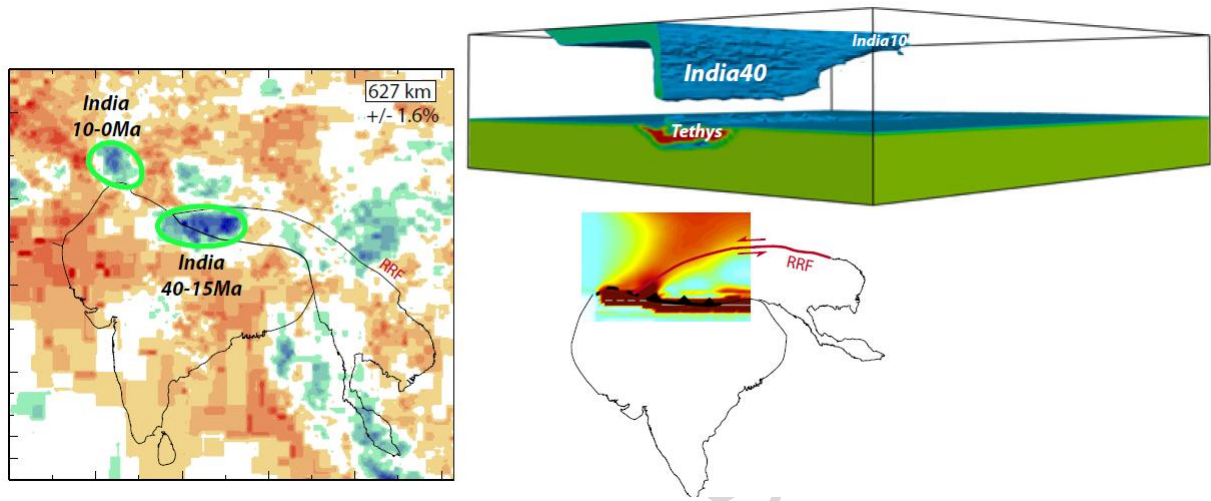 India
10-0Ma
627 km
+/- 1.6%
India
40-15Ma
RRF
India10
India40
Tethys
RRF